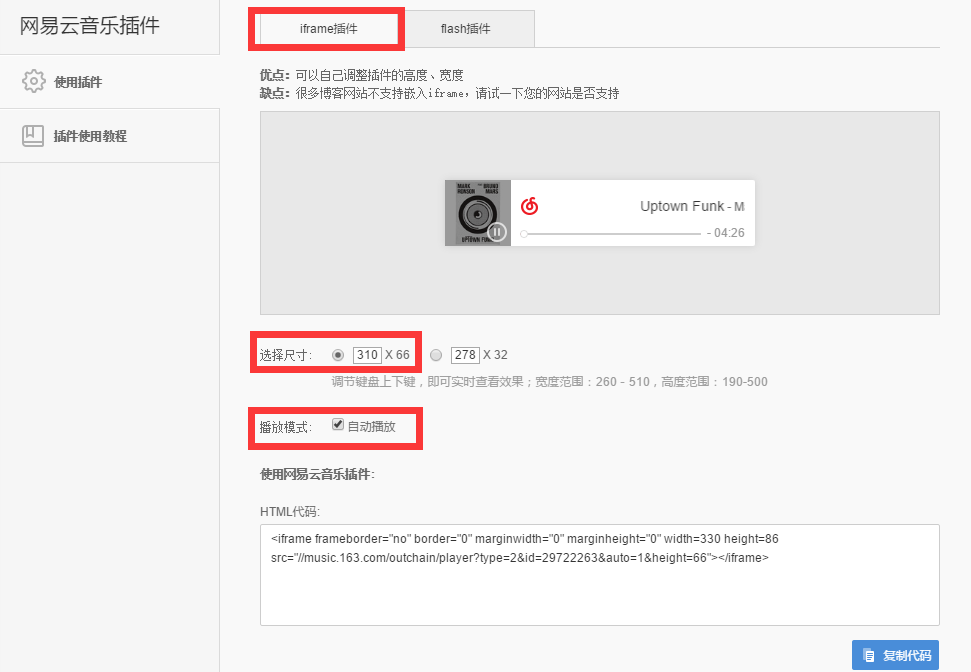 网易云音乐插件
使用插件
插件使用教程
iframe插件
flash插件
优点：可以自己调整插件的高度、宽度
缺点：很多博客网站不支持嵌入iframe，请试一下您的网站是否支持
MARK RONSON
BRUNO MARS
UPTOWN FUNK
Uptown Funk - M
- 04:26
选择尺寸: 310 X 66 278 X 32
调节键盘上下键，即可实时查看效果；宽度范围：260 - 510，高度范围：190-500
播放模式: 自动播放
使用网易云音乐插件:
HTML代码:
<iframe frameborder="no" border="0" marginwidth="0" marginheight="0" width=330 height=86
src="//music.163.com/outchain/player?type=2&id=29722263&auto=1&height=66"></iframe>
复制代码